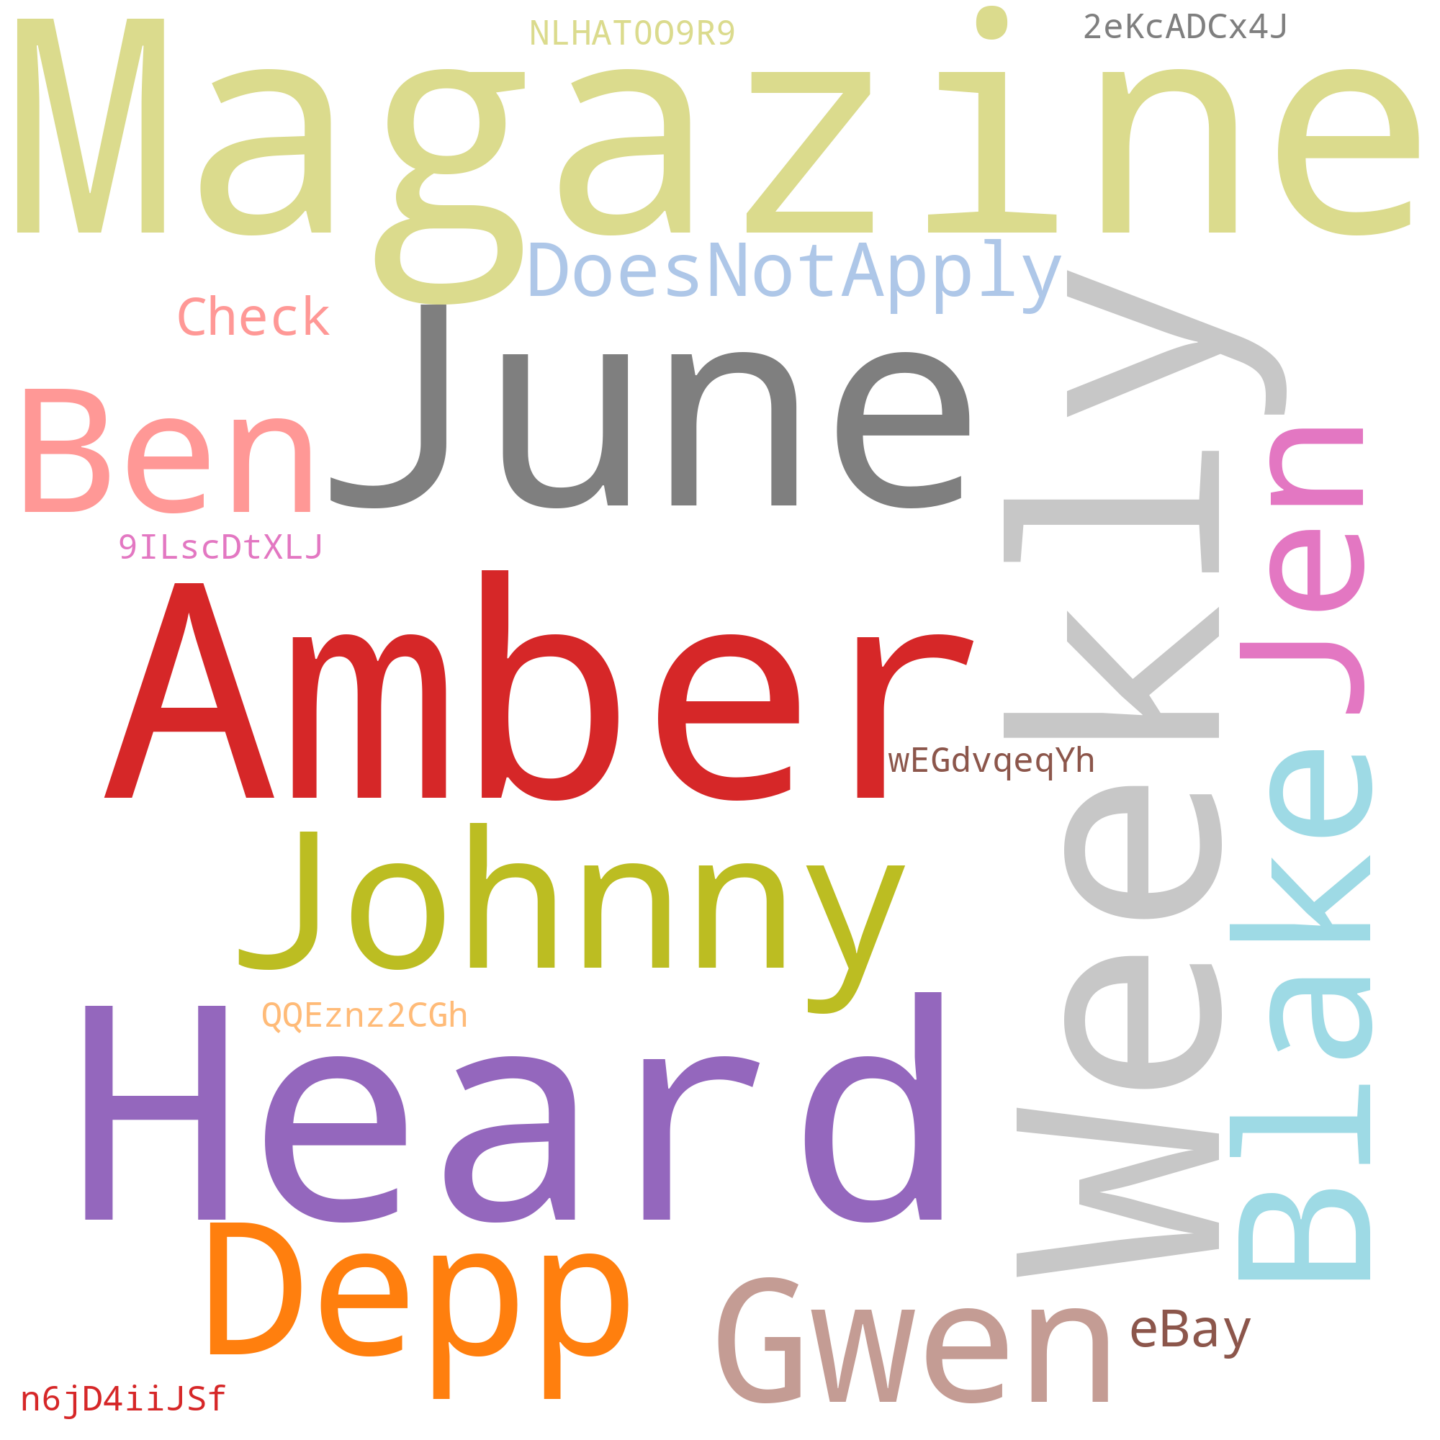 Magazine
NLHATOO9R9
2eKcADCx4J
DoesNotApply
Check
June
Ben
9ILscDtXLJ
Weekly
Jen
Amber
wEGdvqeqYh
Blake
Johnny
QQEznz2CGh
Heard
Depp
Gwen
eBay
n6jD4iiJSf